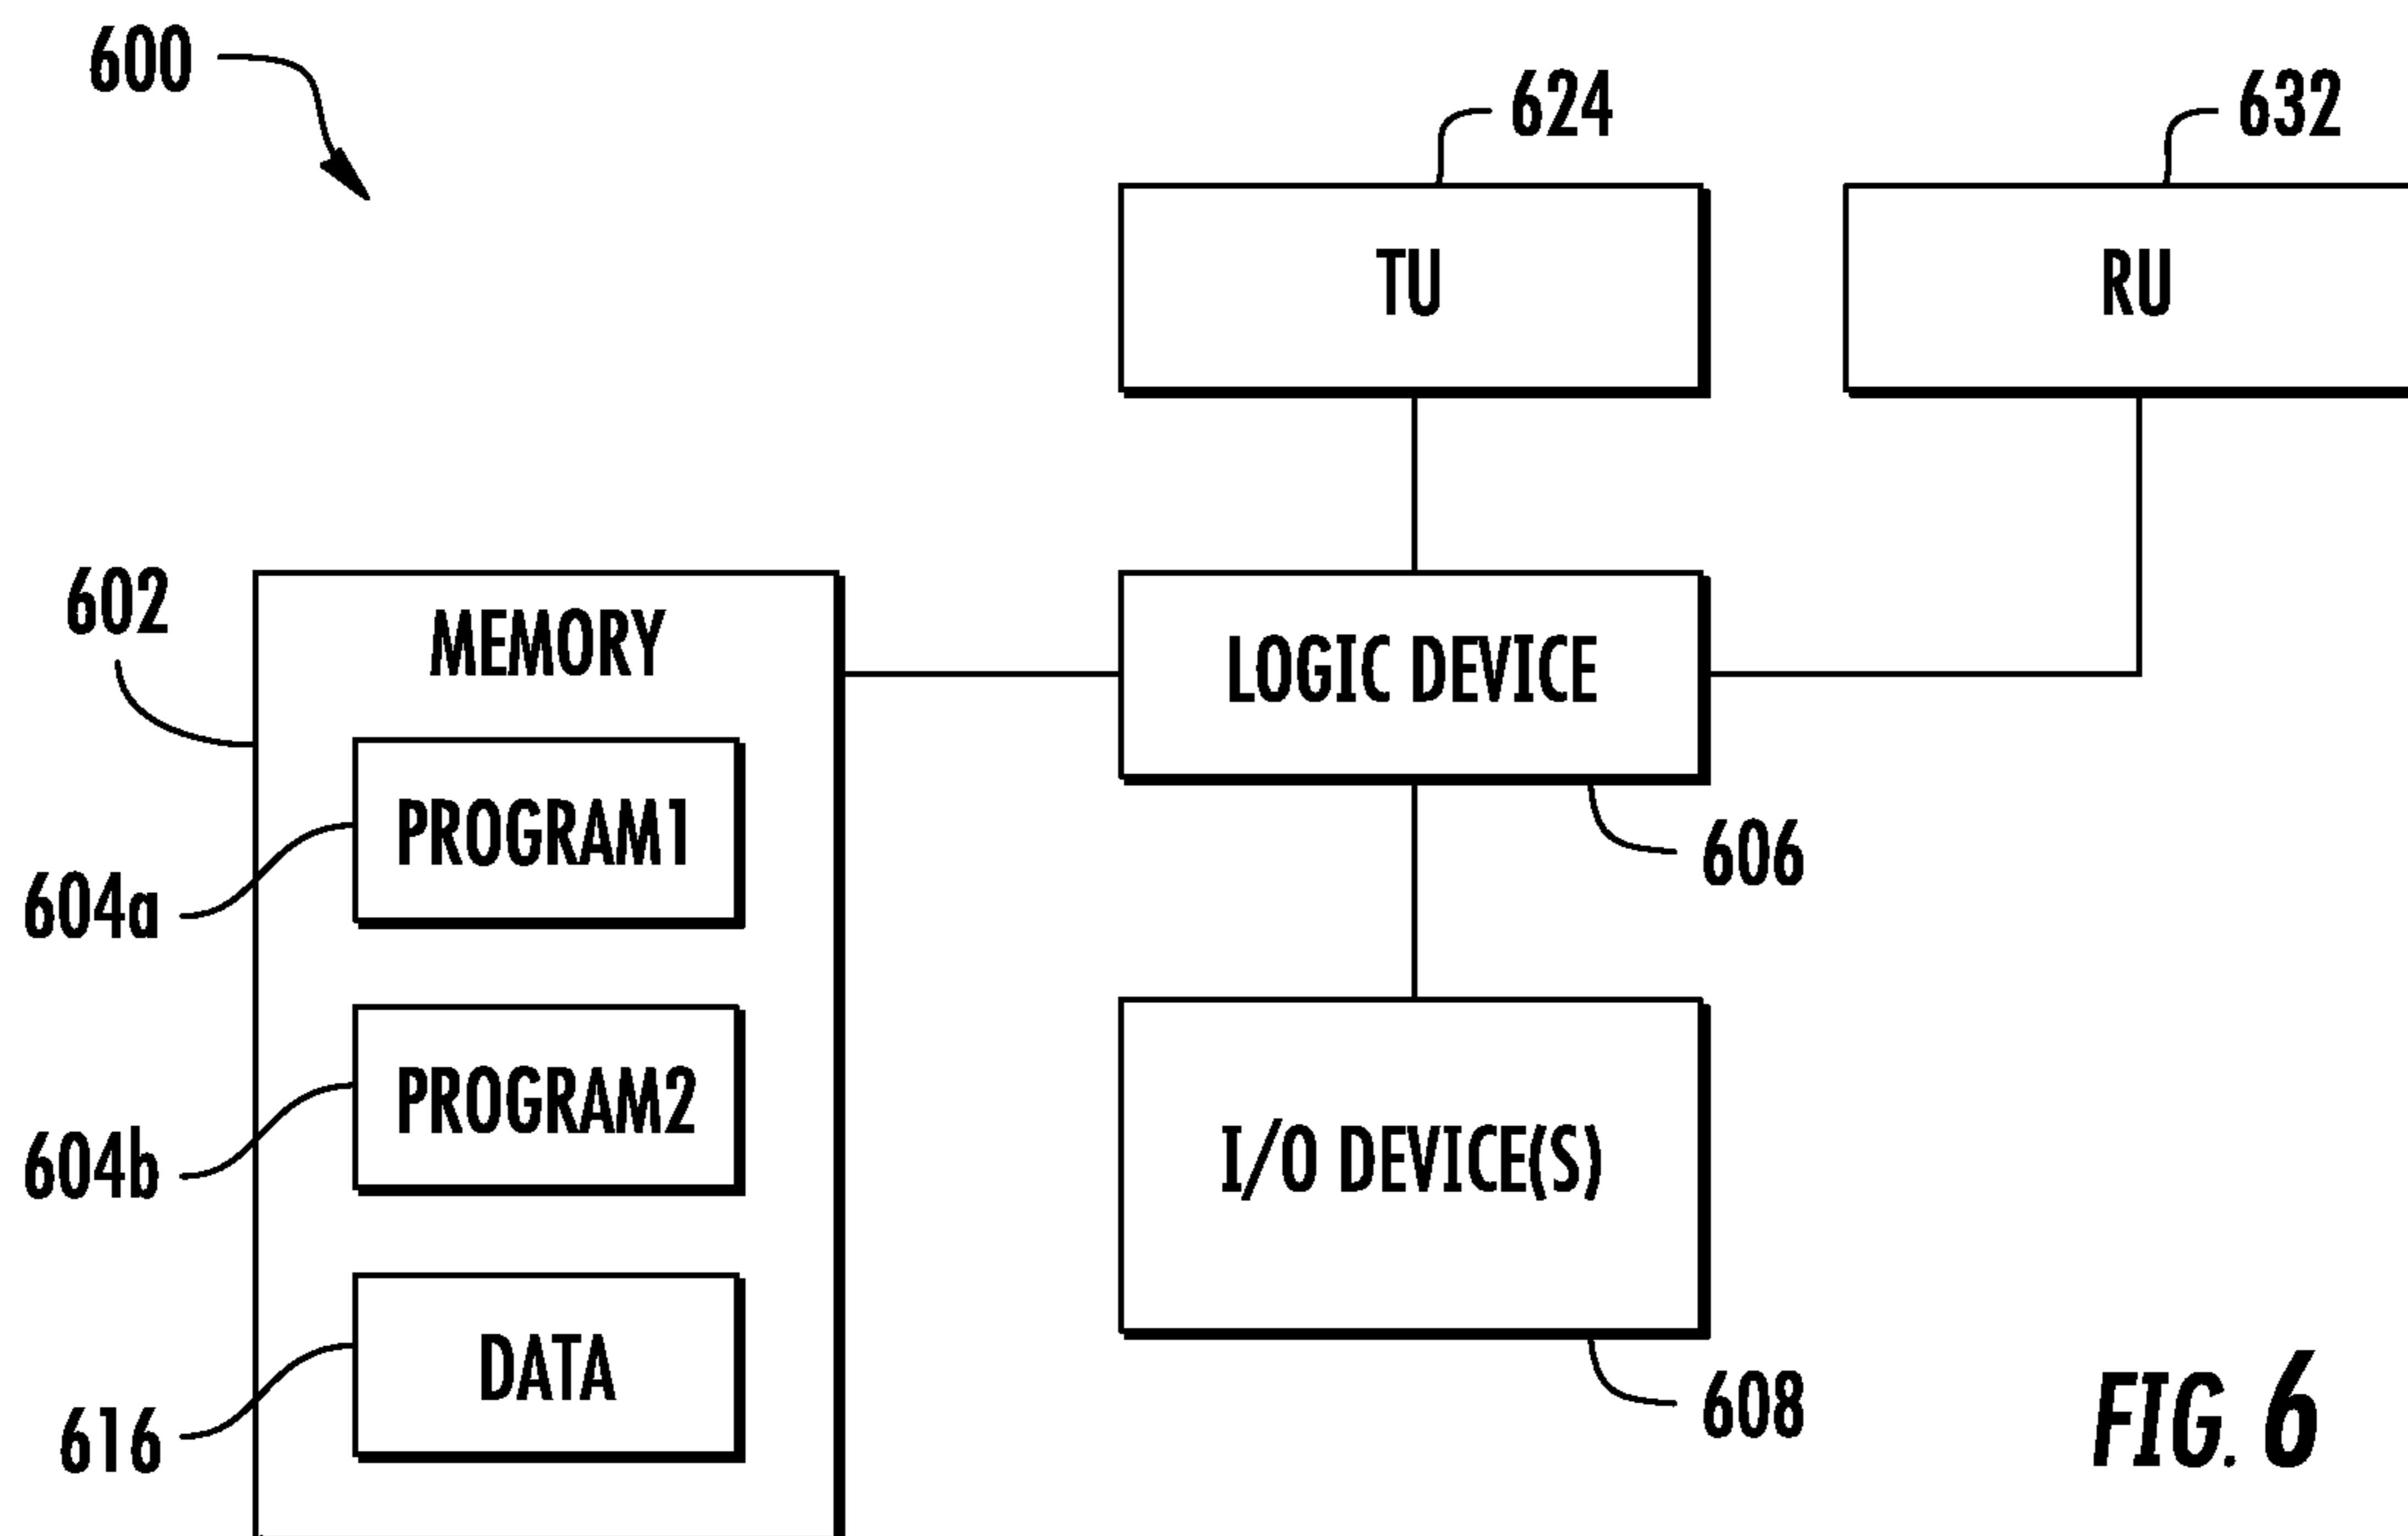 600
624
632
TU
RU
602
MEMORY
LOGIC DEVICE
PROGRAM1
606
604a
PROGRAM2
I/O DEVICE(S)
604b
DATA
608
616
FIG. 6